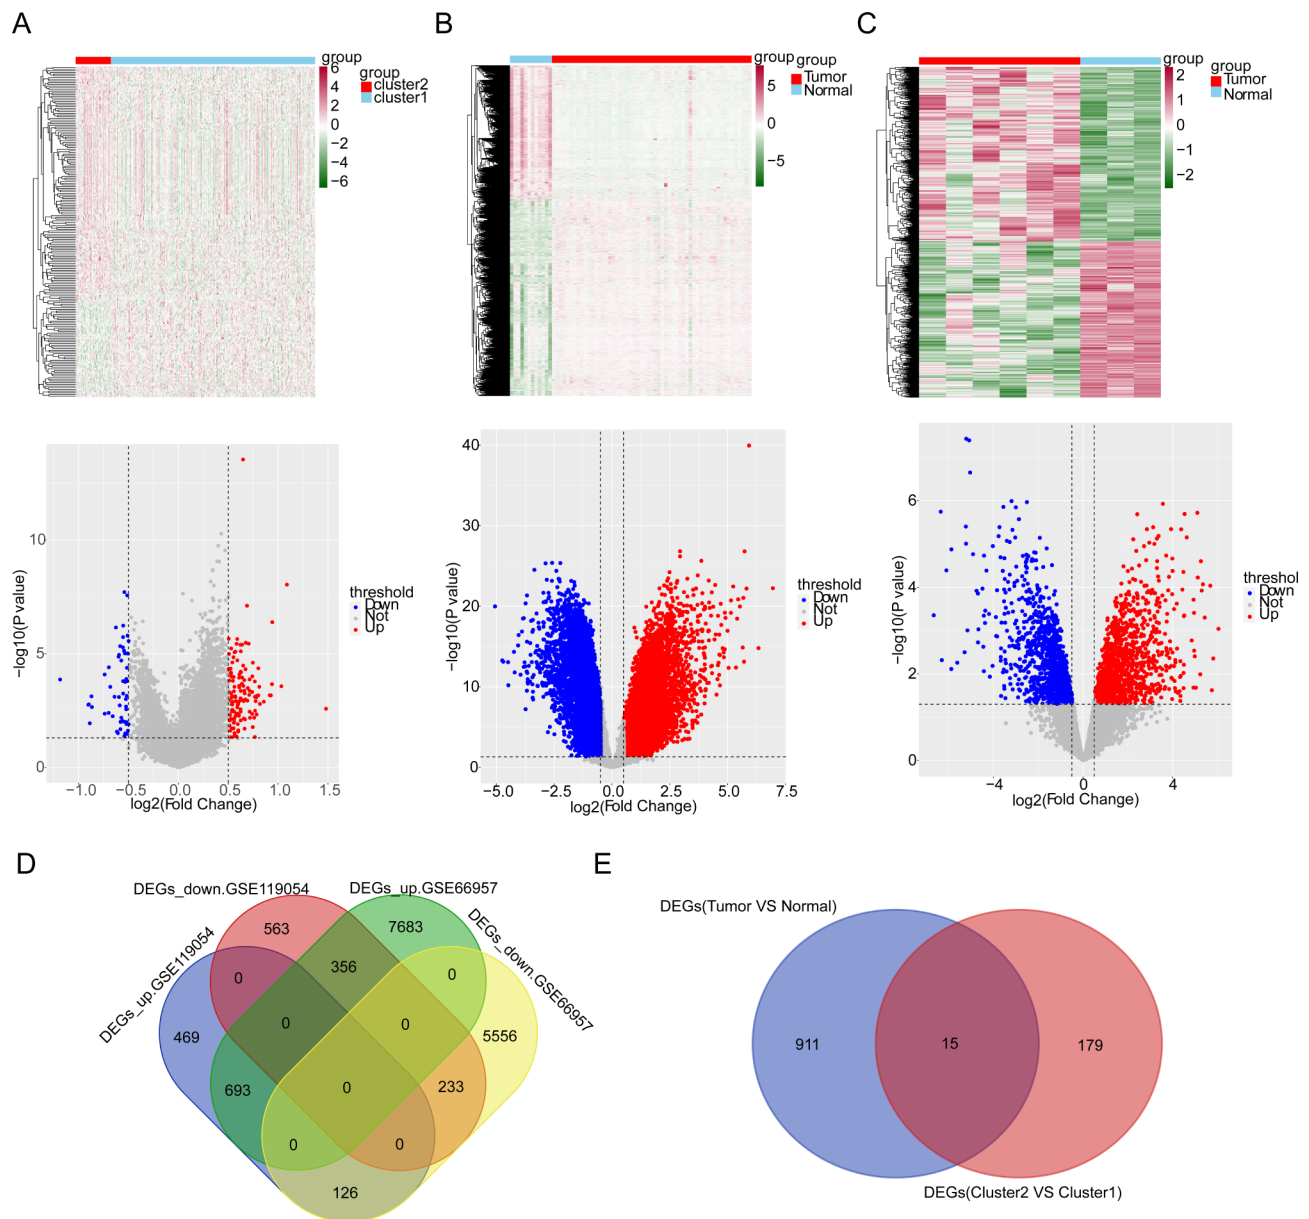 A
group
6
4
2
0
−2
−4
−6
group
cluster2
cluster1
B
group
5
0
−5
group
Tumor
Normal
C
group
2
1
0
−1
−2
group
Tumor
Normal
−log10(P value)
10
5
0
−1.0
−0.5
0.0
0.5
1.0
1.5
log2(Fold Change)
threshold
Down
Not
Up
−log10(P value)
40
30
20
10
0
−5.0
−2.5
0.0
2.5
5.0
7.5
log2(Fold Change)
threshold
Down
Not
Up
−log10(P value)
6
4
2
0
−4
0
4
log2(Fold Change)
threshold
Down
Not
Up
D
DEGs_up.GSE119054
DEGs_down.GSE119054
DEGs_up.GSE66957
DEGs_down.GSE66957
563
7683
0
356
0
469
0
0
5556
693
0
233
0
0
126
E
DEGs(Tumor VS Normal)
911
15
179
DEGs(Cluster2 VS Cluster1)